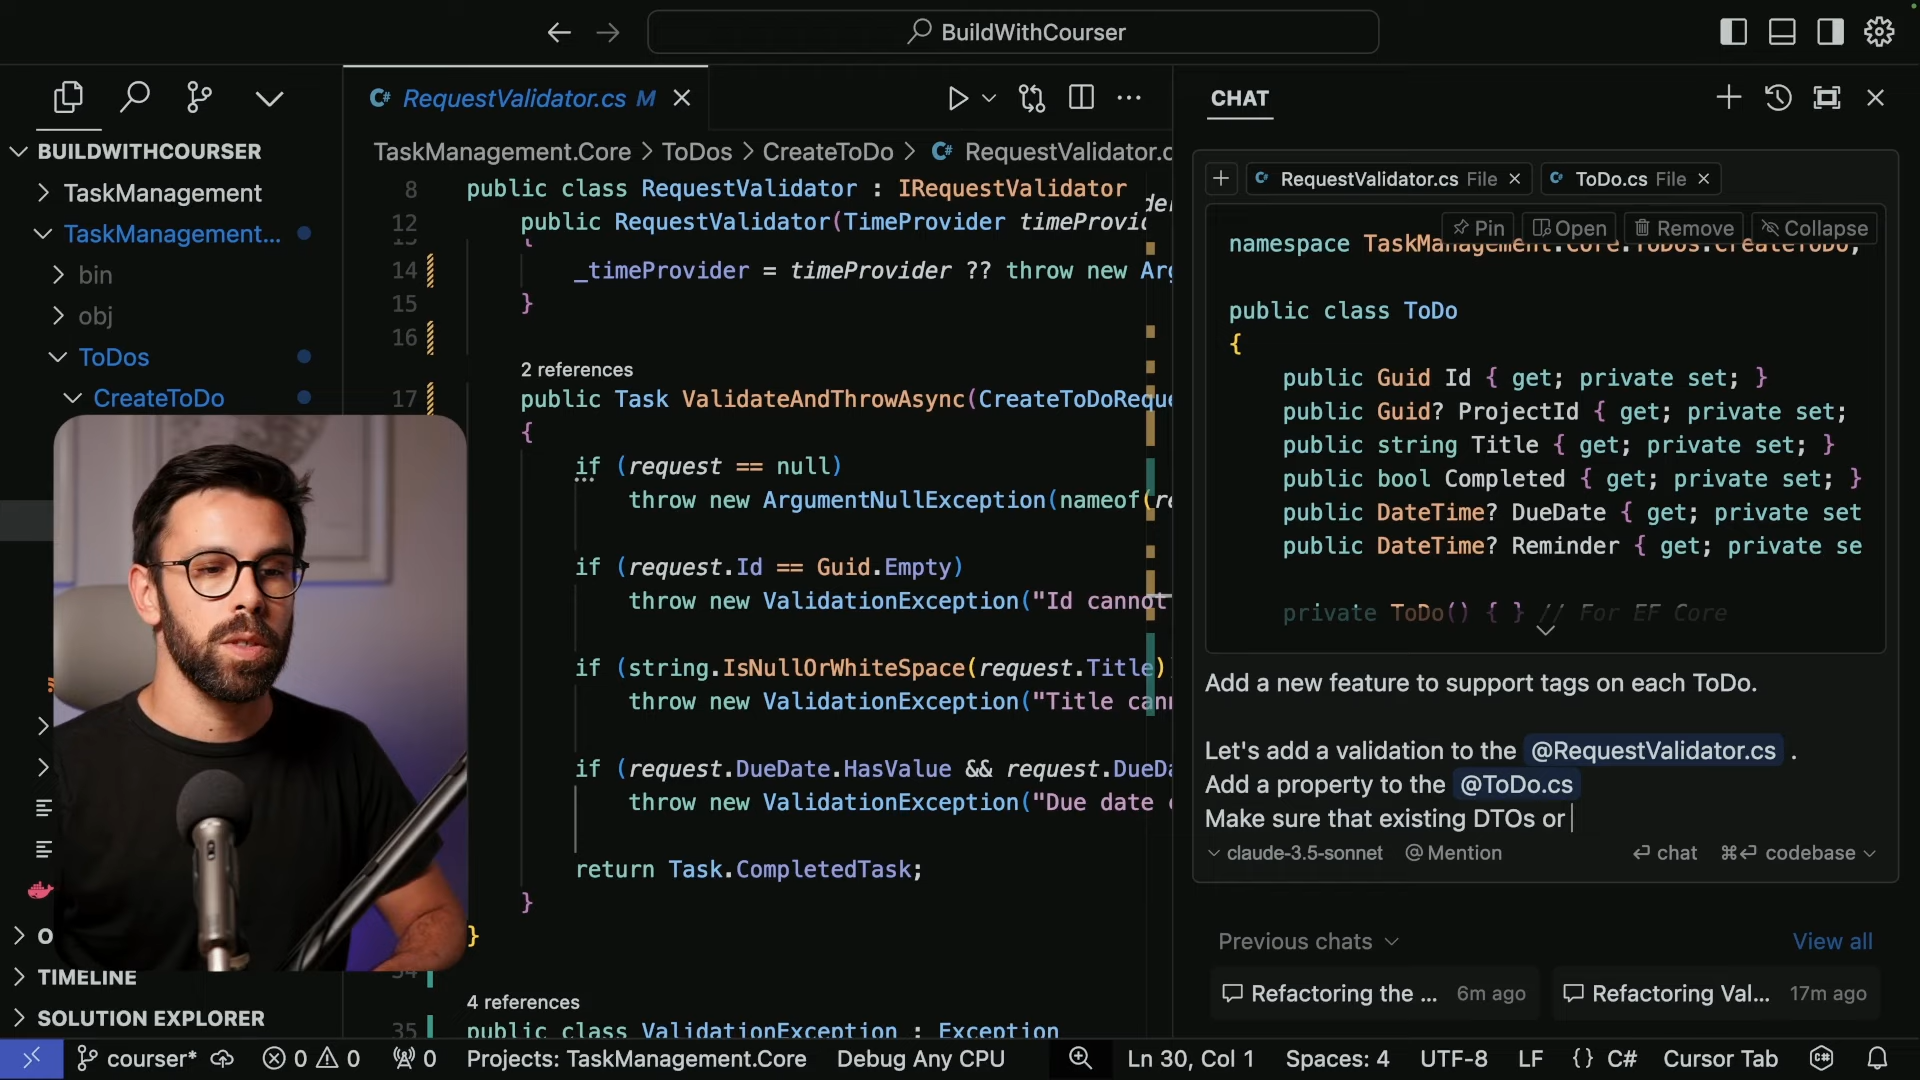 BuildWithCourser
RequestValidator.cs M
CHAT
BUILDWITHCOURSER
TaskManagement
TaskManagement...
bin
obj
ToDos
CreateToDo
TaskManagement.Core > ToDos > CreateToDo > RequestValidator.c
8 public class RequestValidator : IRequestValidator
12 public RequestValidator(TimeProvider timeProvid
14 _timeProvider = timeProvider ?? throw new Arg
15 }
16
2 references
17 public Task ValidateAndThrowAsync(CreateToDoReque
{
if (request == null)
throw new ArgumentNullException(nameof(re
if (request.Id == Guid.Empty)
throw new ValidationException("Id cannot
if (string.IsNullOrWhiteSpace(request.Title)
throw new ValidationException("Title cann
if (request.DueDate.HasValue && request.DueDa
throw new ValidationException("Due date c
return Task.CompletedTask;
}
}
4 references
35 public class ValidationException : Exception
RequestValidator.cs File
ToDo.cs File
Pin Open Remove Collapse
namespace TaskManagement.Core.ToDos.CreateToDo;
public class ToDo
{
public Guid Id { get; private set; }
public Guid? ProjectId { get; private set;
public string Title { get; private set; }
public bool Completed { get; private set; }
public DateTime? DueDate { get; private set
public DateTime? Reminder { get; private se
private ToDo() { } // For EF Core
Add a new feature to support tags on each ToDo.
Let's add a validation to the @RequestValidator.cs .
Add a property to the @ToDo.cs
Make sure that existing DTOs or
claude-3.5-sonnet @ Mention chat ⌘ codebase
Previous chats View all
Refactoring the ... 6m ago
Refactoring Val... 17m ago
O
TIMELINE
SOLUTION EXPLORER
courser* 0 0 0 Projects: TaskManagement.Core Debug Any CPU Ln 30, Col 1 Spaces: 4 UTF-8 LF {} C# Cursor Tab